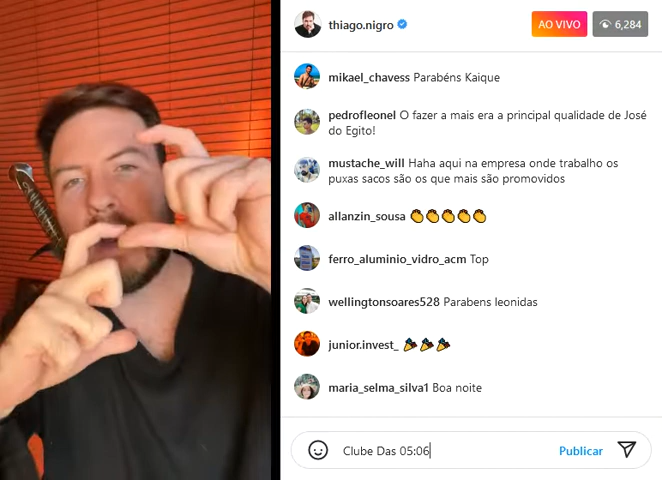 thiago.nigro
AO VIVO
6,284
mikael_chavess Parabéns Kaique
pedrofleonel O fazer a mais era a principal qualidade de José
do Egito!
mustache_will Haha aqui na empresa onde trabalho os
puxas sacos são os que mais são promovidos
allanzin_sousa 👏👏👏👏👏
ferro_aluminio_vidro_acm Top
wellingtonsoares528 Parabens leonidas
junior.invest_ 🎉🎉🎉
maria_selma_silva1 Boa noite
Clube Das 05:06
Publicar